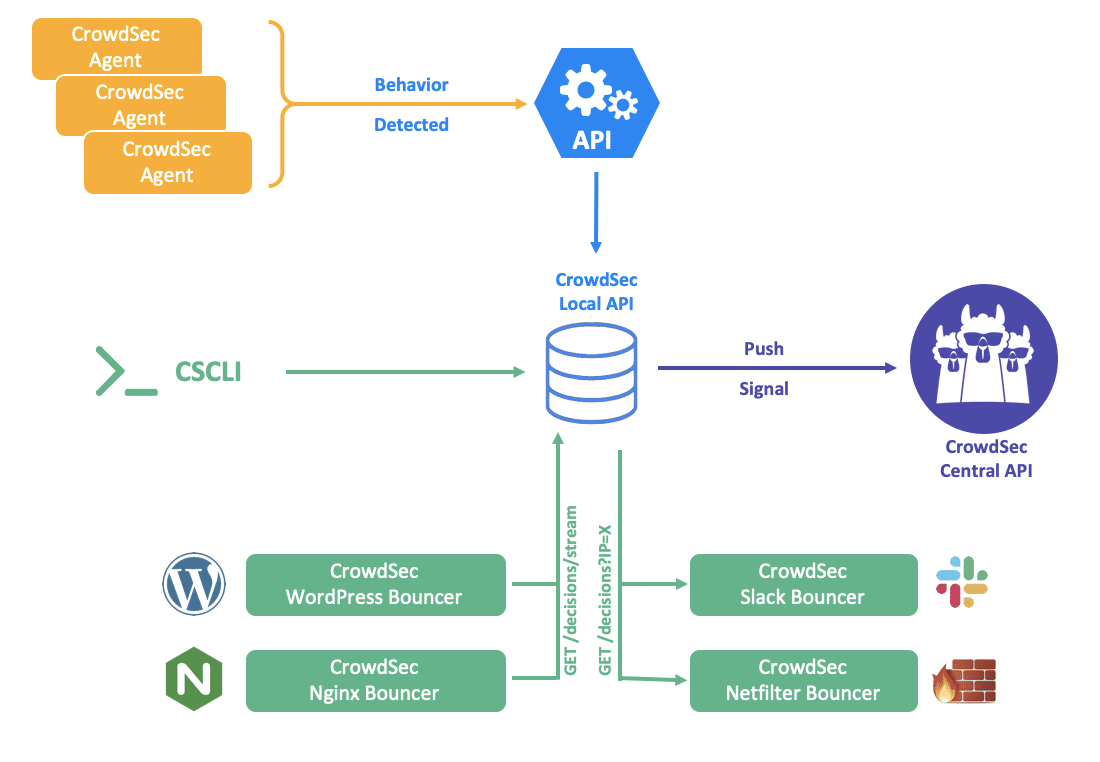 CrowdSec
Agent
CrowdSec
Agent
CrowdSec
Agent
Behavior
Detected
API
CrowdSec
Local API
CSCLI
Push
Signal
CrowdSec
Central API
GET /decisions/stream
GET /decisions?IP=X
CrowdSec
WordPress Bouncer
CrowdSec
Slack Bouncer
CrowdSec
Nginx Bouncer
CrowdSec
Netfilter Bouncer